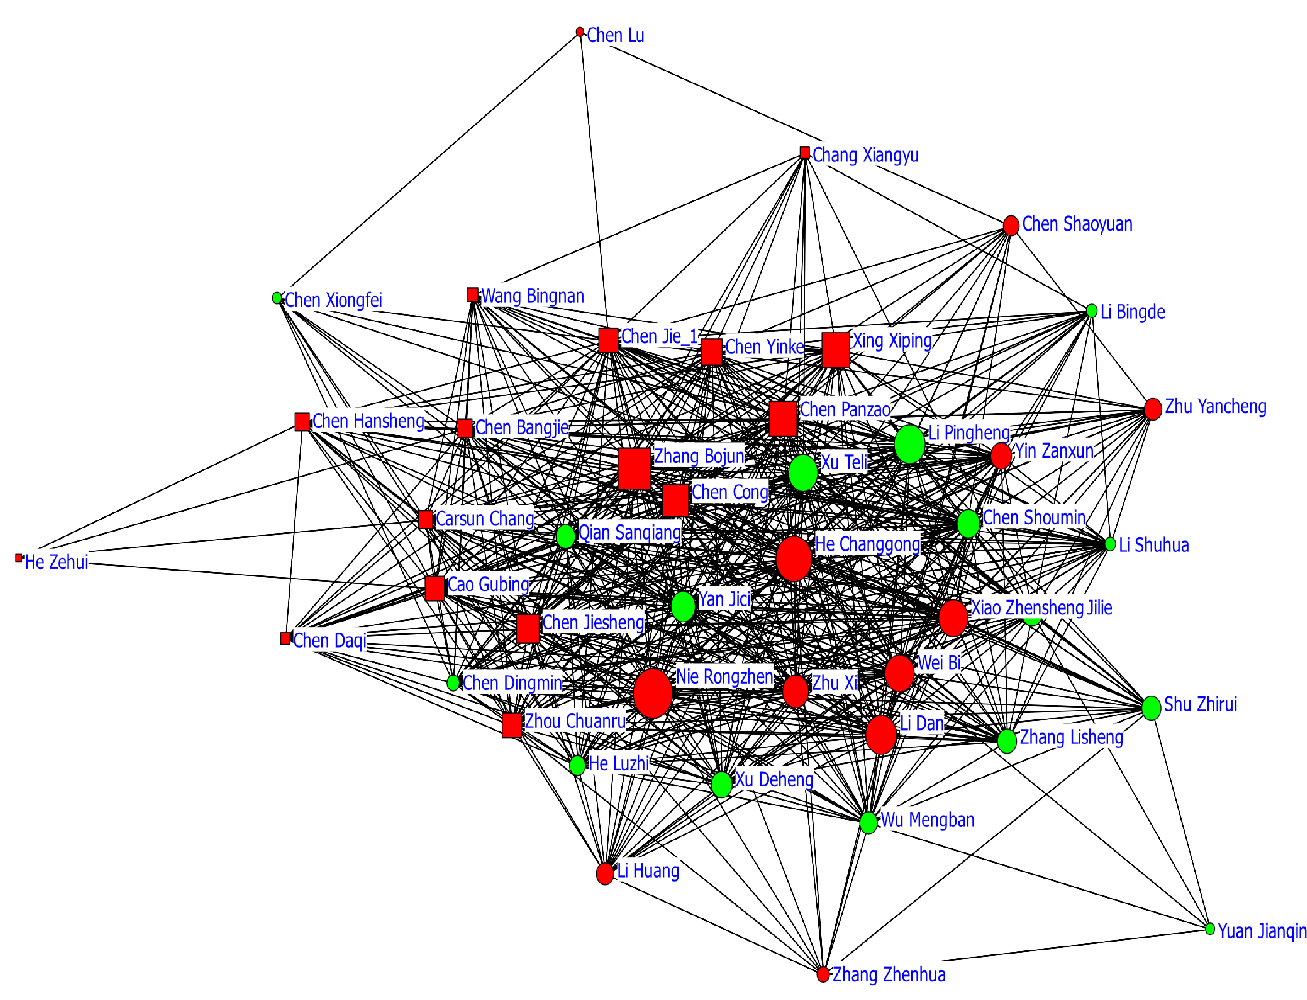 Chen Lu
Chang Xiangyu
Chen Shaoyuan
Chen Xiongfei
Wang Bingnan
Li Bingde
Chen Jie_1
Chen Yinke
Xing Xiping
Zhu Yancheng
Chen Panzao
Chen Hansheng
Chen Bangjie
Li Pingheng
Yin Zanxun
Zhang Bojun
Xu Teli
Chen Cong
Carsun Chang
Chen Shoumin
Qian Sanqiang
He Changgong
Li Shuhua
He Zehui
Cao Gubing
Yan Jici
Xiao Zhensheng
Jilie
Chen Jiesheng
Chen Daqi
Wei Bi
Nie Rongzhen
Zhu Xi
Chen Dingmin
Shu Zhirui
Zhou Chuanru
Li Dan
Zhang Lisheng
He Luzhi
Xu Deheng
Wu Mengban
Li Huang
Yuan Jianqin
Zhang Zhenhua